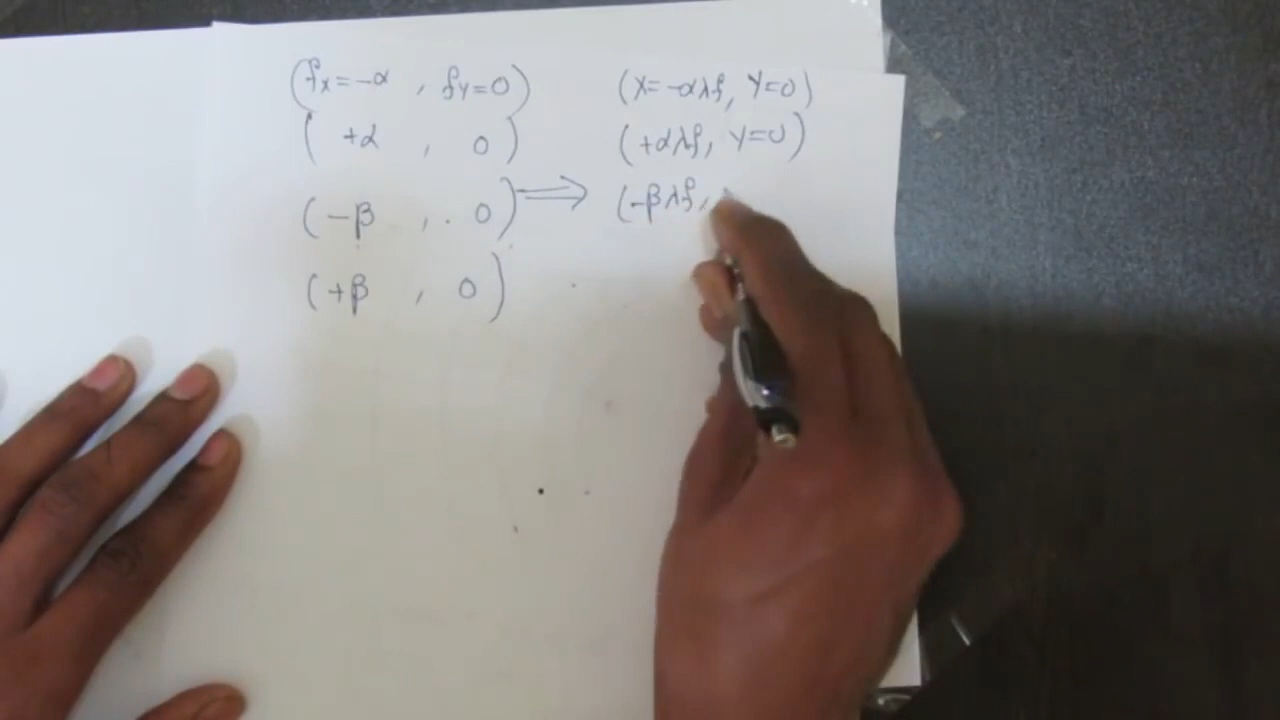 (fx=-α , fy=0) (x=-αλf, y=0)
( +α , 0 ) (+αλf, y=0)
(-β , 0 ) ⟹ (-βλf,
(+β , 0 )